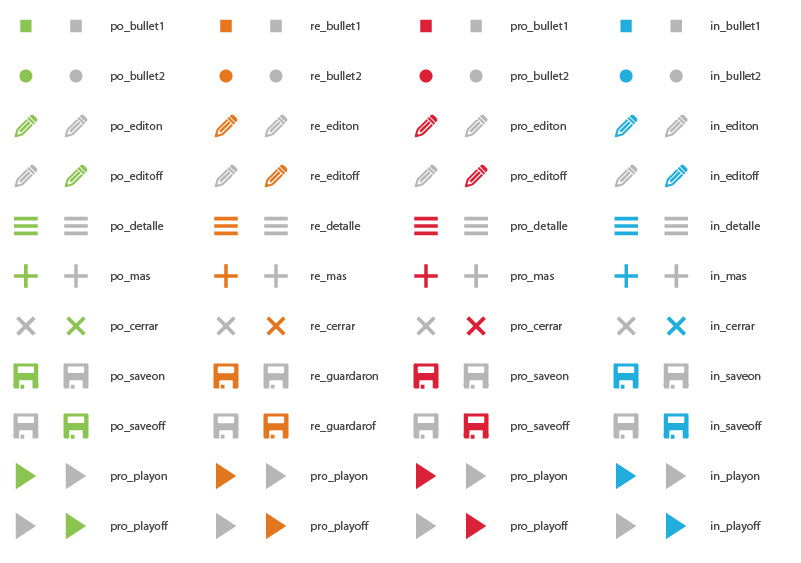 po_bullet1 re_bullet1 pro_bullet1 in_bullet1
po_bullet2 re_bullet2 pro_bullet2 in_bullet2
po_editon re_editon pro_editon in_editon
po_editoff re_editoff pro_editoff in_editoff
po_detalle re_detalle pro_detalle in_detalle
po_mas re_mas pro_mas in_mas
po_cerrar re_cerrar pro_cerrar in_cerrar
po_saveon re_guardaron pro_saveon in_saveon
po_saveoff re_guardarof pro_saveoff in_saveoff
pro_playon pro_playon pro_playon in_playon
pro_playoff pro_playoff pro_playoff in_playoff